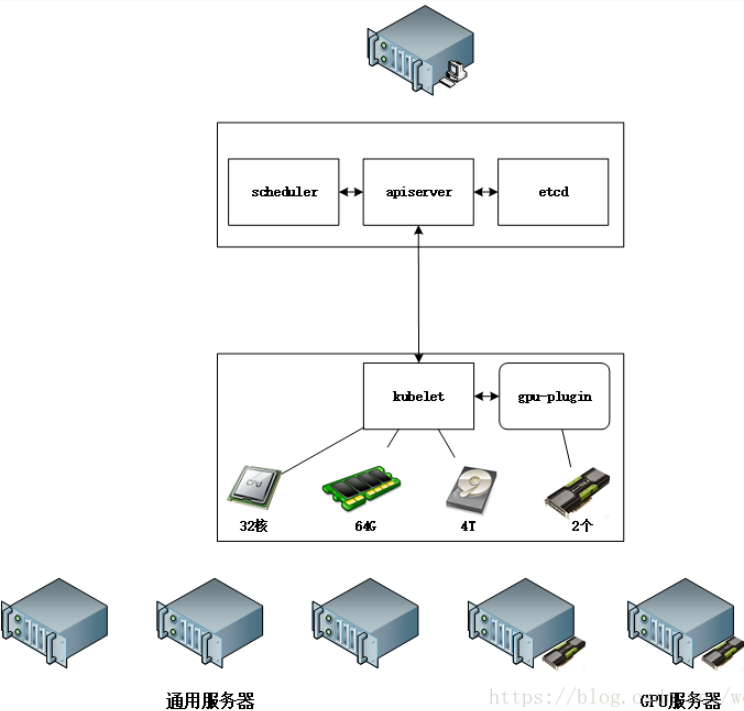 scheduler
apiserver
etcd
kubelet
gpu-plugin
CPU
32核
64G
4T
2个
通用服务器
GPU服务器
https://blog.c